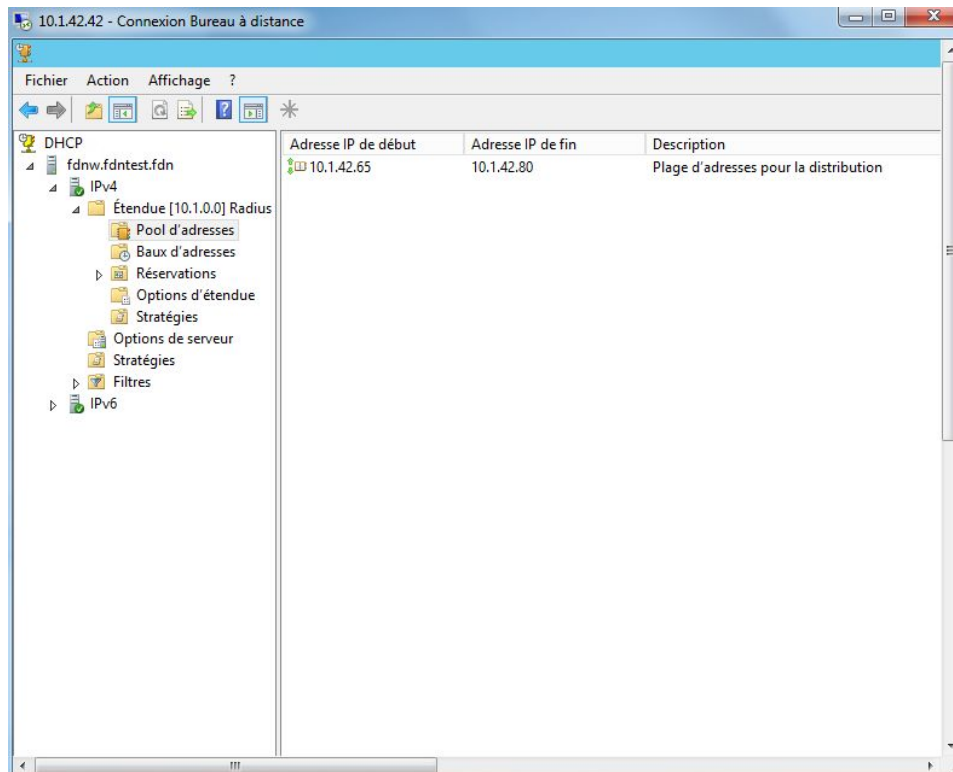 10.1.42.42 - Connexion Bureau à distance
Fichier Action Affichage ?
DHCP
fdnw.fdntest.fdn
IPv4
Étendue [10.1.0.0] Radius
Pool d'adresses
Baux d'adresses
Réservations
Options d'étendue
Stratégies
Options de serveur
Stratégies
Filtres
IPv6
Adresse IP de début Adresse IP de fin Description
10.1.42.65 10.1.42.80 Plage d'adresses pour la distribution